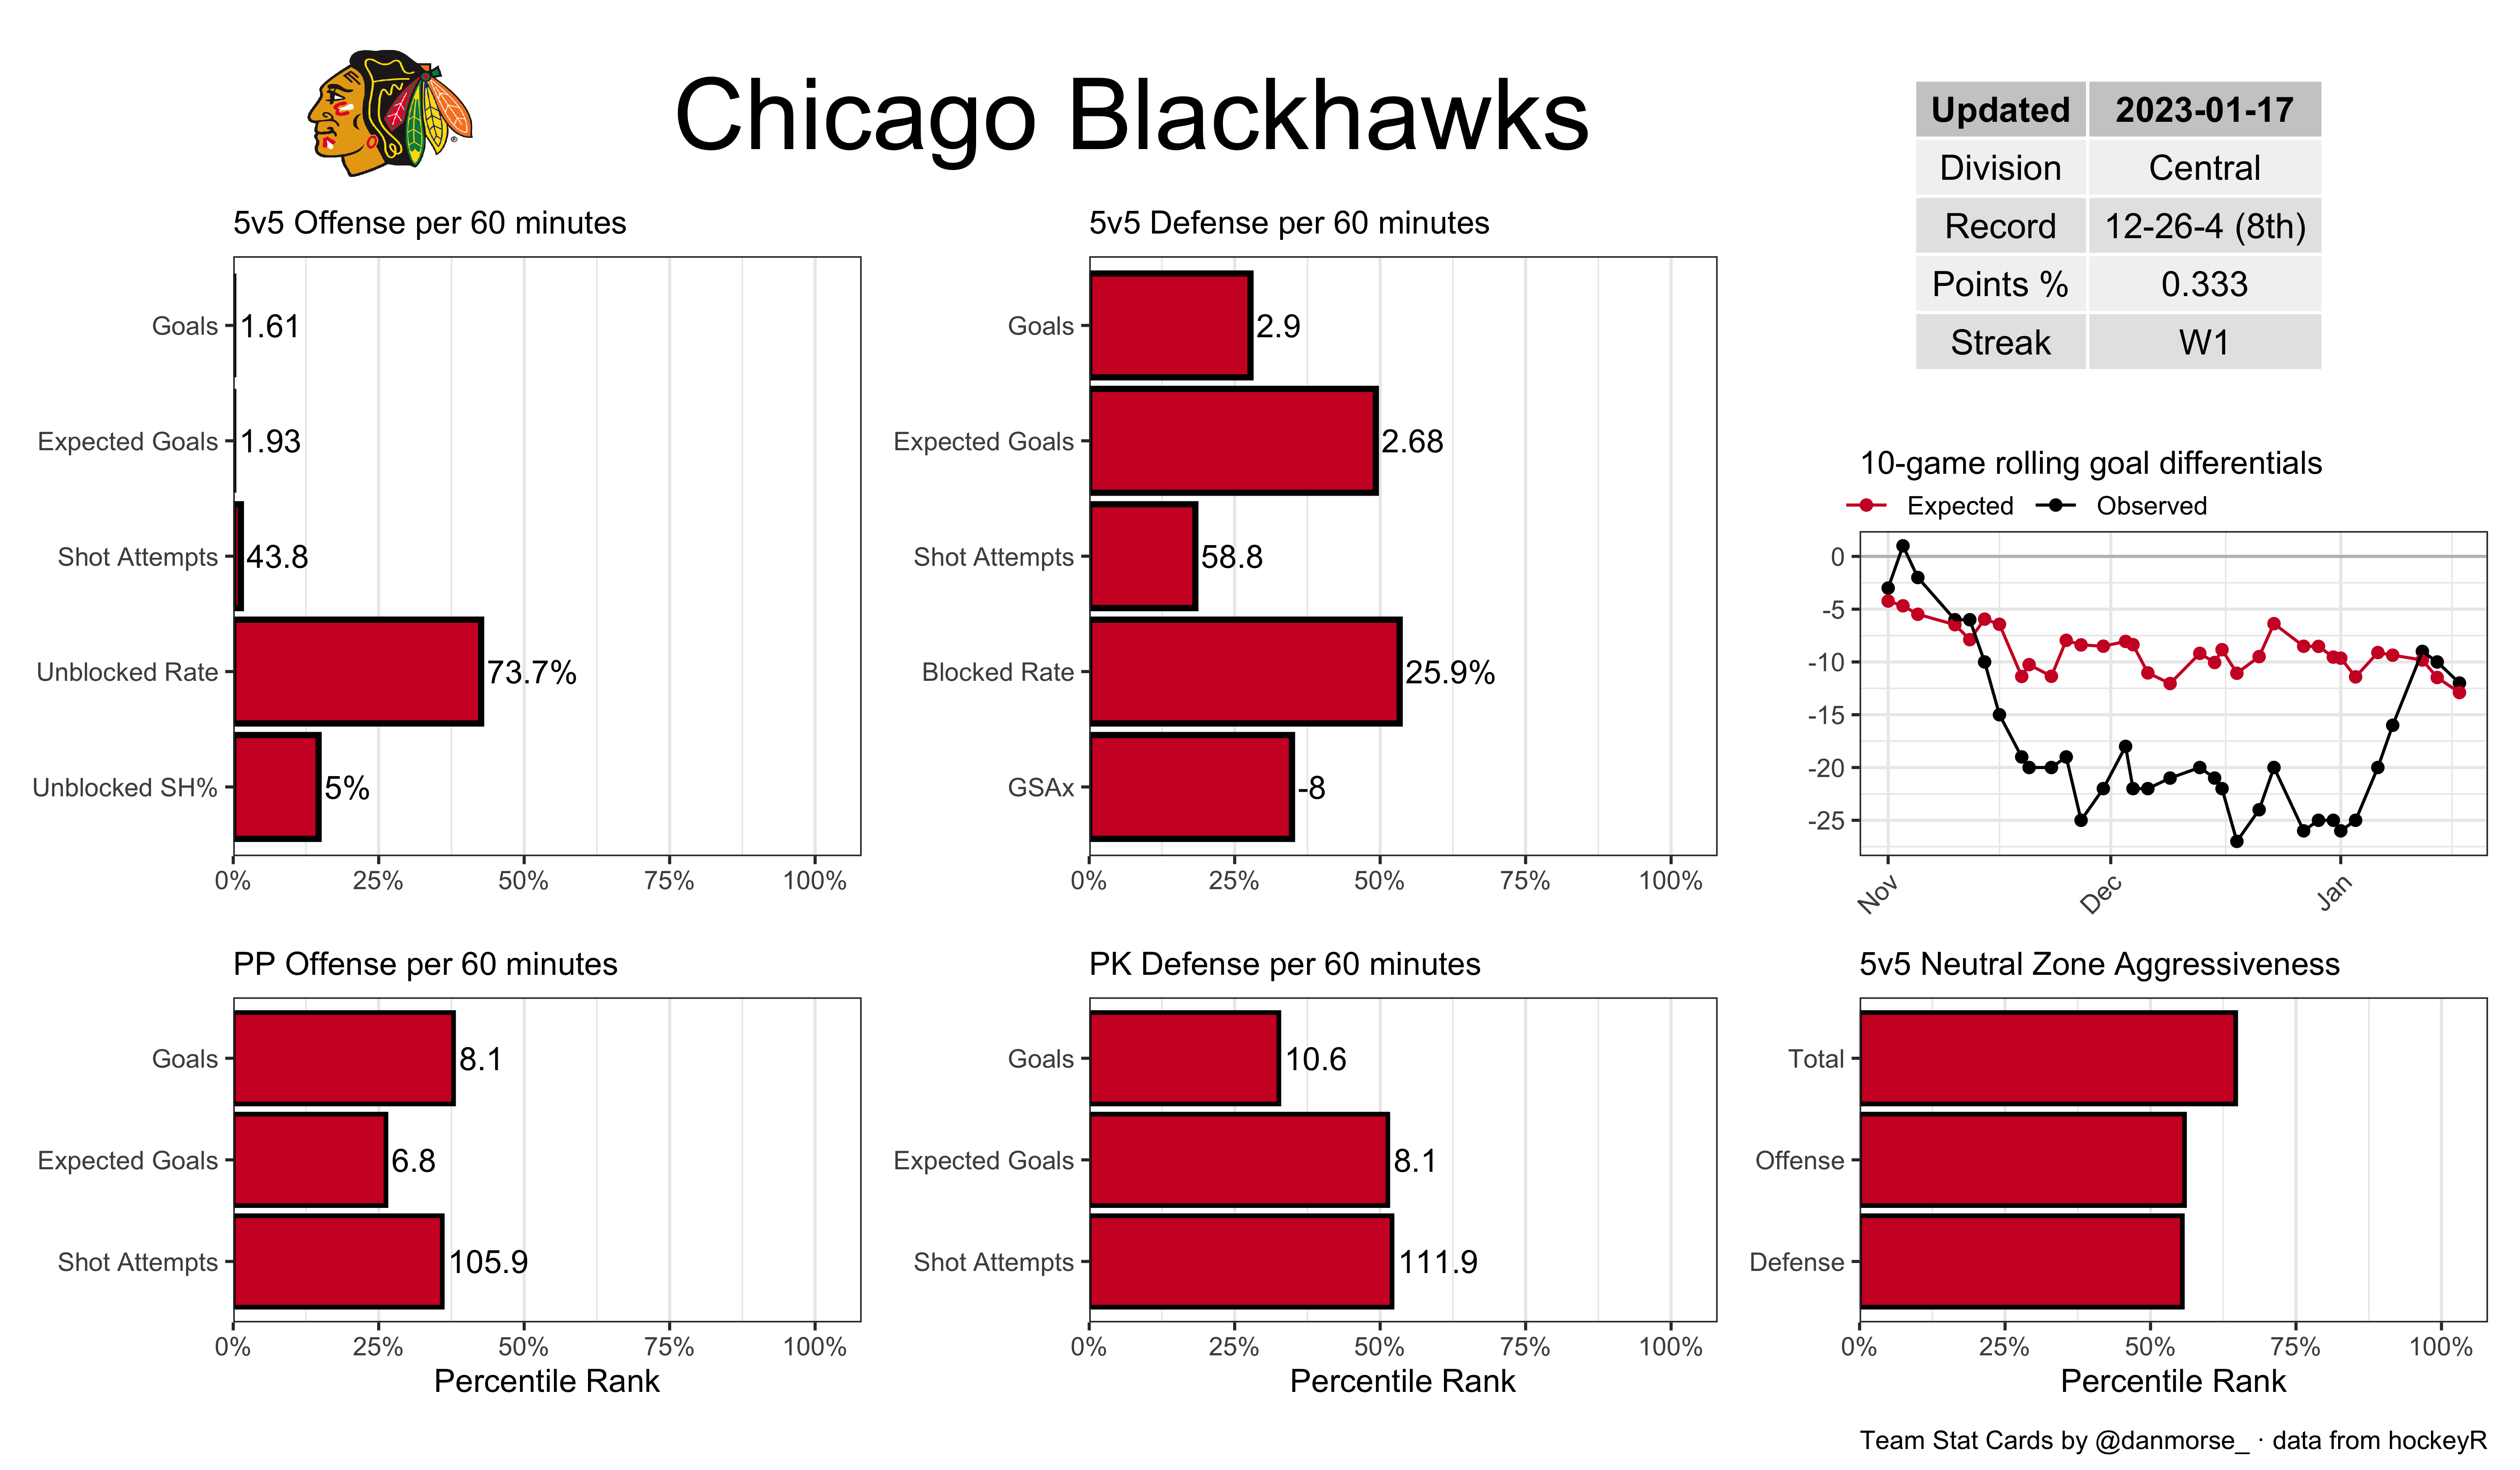 Chicago Blackhawks
Updated 2023-01-17
Division Central
Record 12-26-4 (8th)
Points % 0.333
Streak W1
5v5 Offense per 60 minutes
Goals 1.61
Expected Goals 1.93
Shot Attempts 43.8
Unblocked Rate 73.7%
Unblocked SH% 5%
0% 25% 50% 75% 100%
5v5 Defense per 60 minutes
Goals 2.9
Expected Goals 2.68
Shot Attempts 58.8
Blocked Rate 25.9%
GSAx -8
0% 25% 50% 75% 100%
10-game rolling goal differentials
Expected Observed
0
-5
-10
-15
-20
-25
Nov Dec Jan
PP Offense per 60 minutes
Goals 8.1
Expected Goals 6.8
Shot Attempts 105.9
0% 25% 50% 75% 100%
Percentile Rank
PK Defense per 60 minutes
Goals 10.6
Expected Goals 8.1
Shot Attempts 111.9
0% 25% 50% 75% 100%
Percentile Rank
5v5 Neutral Zone Aggressiveness
Total
Offense
Defense
0% 25% 50% 75% 100%
Percentile Rank
Team Stat Cards by @danmorse_ · data from hockeyR